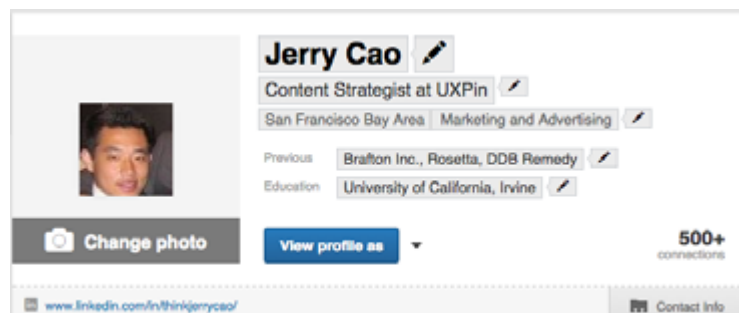 Jerry Cao
Content Strategist at UXPin
San Francisco Bay Area | Marketing and Advertising
Previous Brafton Inc., Rosetta, DDB Remedy
Education University of California, Irvine
Change photo
View profile as
500+
connections
www.linkedin.com/in/thinkjerrycao/
Contact Info